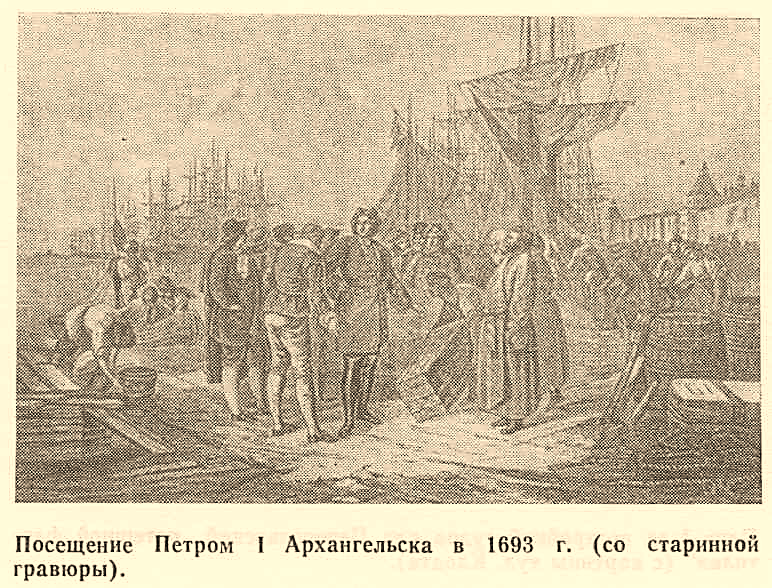 Посещение Петром I Архангельска в 1693 г. (со старинной
гравюры).